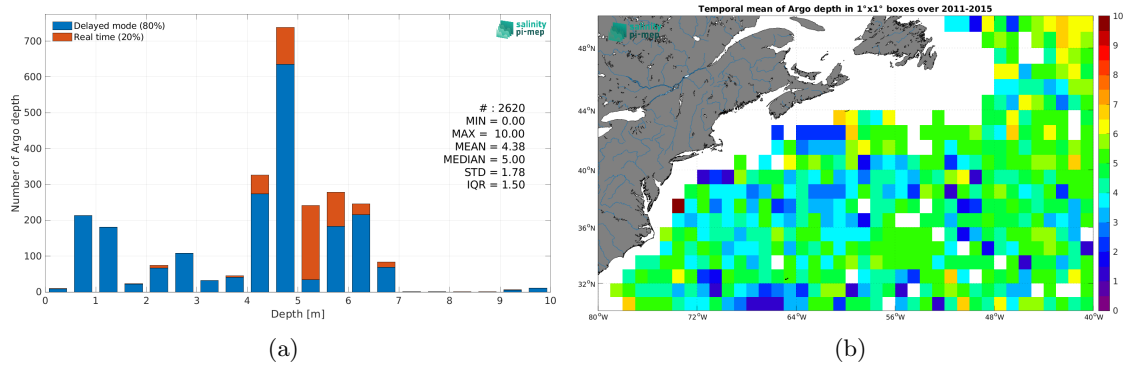 Delayed mode (80%)
Real time (20%)
salinity
pi-mep
700
600
500
400
300
200
100
0
Number of Argo depth
# : 2620
MIN = 0.00
MAX = 10.00
MEAN = 4.38
MEDIAN = 5.00
STD = 1.78
IQR = 1.50
0 1 2 3 4 5 6 7 8 9 10
Depth [m]
(a)
Temporal mean of Argo depth in 1°x1° boxes over 2011-2015
salinity
pi-mep
48°N
44°N
40°N
36°N
32°N
80°W 72°W 64°W 56°W 48°W 40°W
10
9
8
7
6
5
4
3
2
1
0
(b)